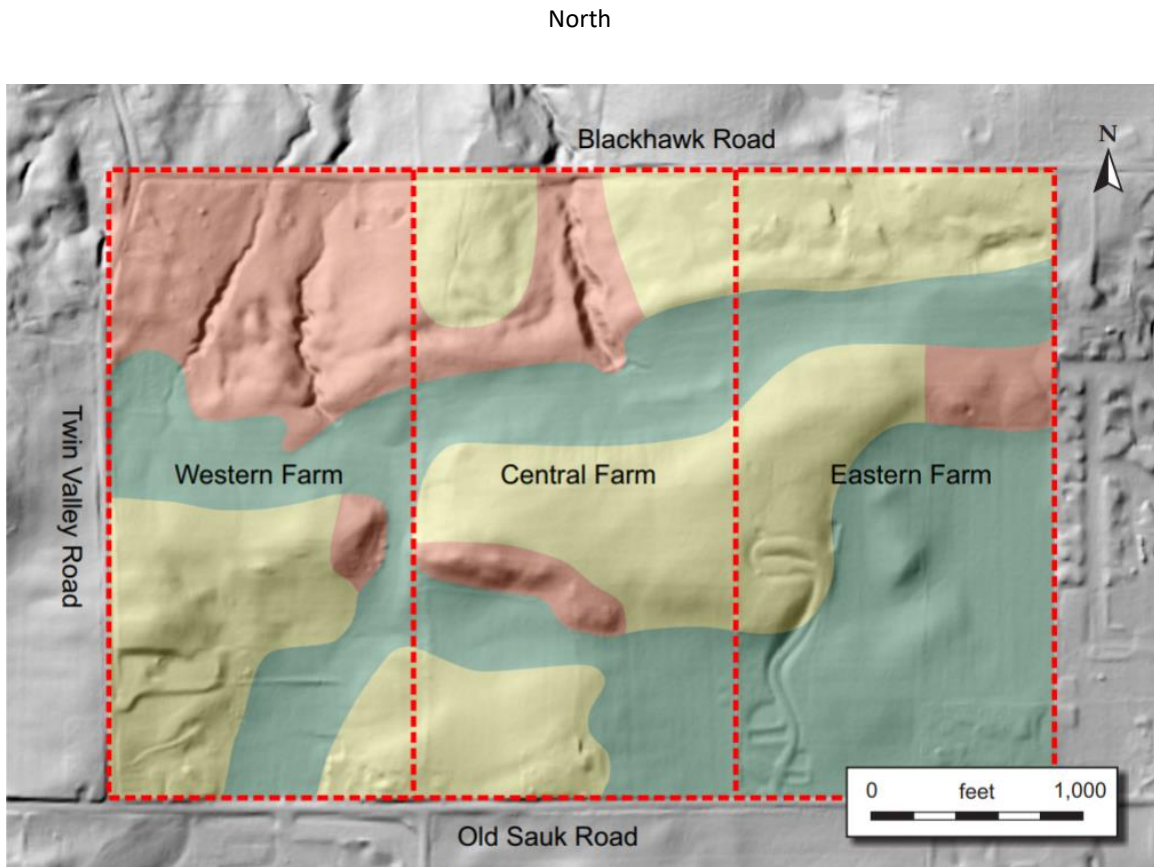 North
Blackhawk Road
N
Twin Valley Road
Western Farm
Central Farm
Eastern Farm
0 feet 1,000
Old Sauk Road